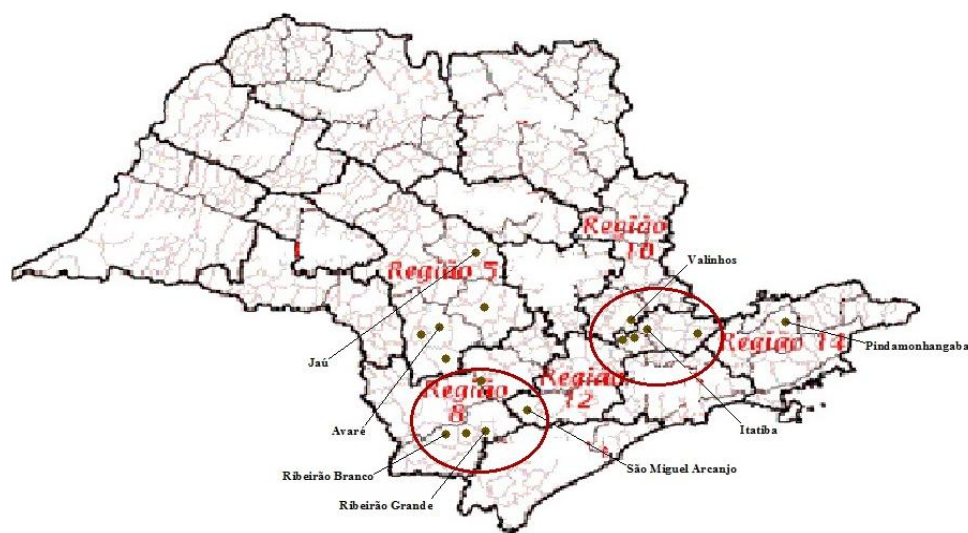 Região
10
Valinhos
Região 5
Região 14
Pindamonhangaba
Jaú
Região
12
Região
8
Itatiba
Avaré
São Miguel Arcanjo
Ribeirão Branco
Ribeirão Grande